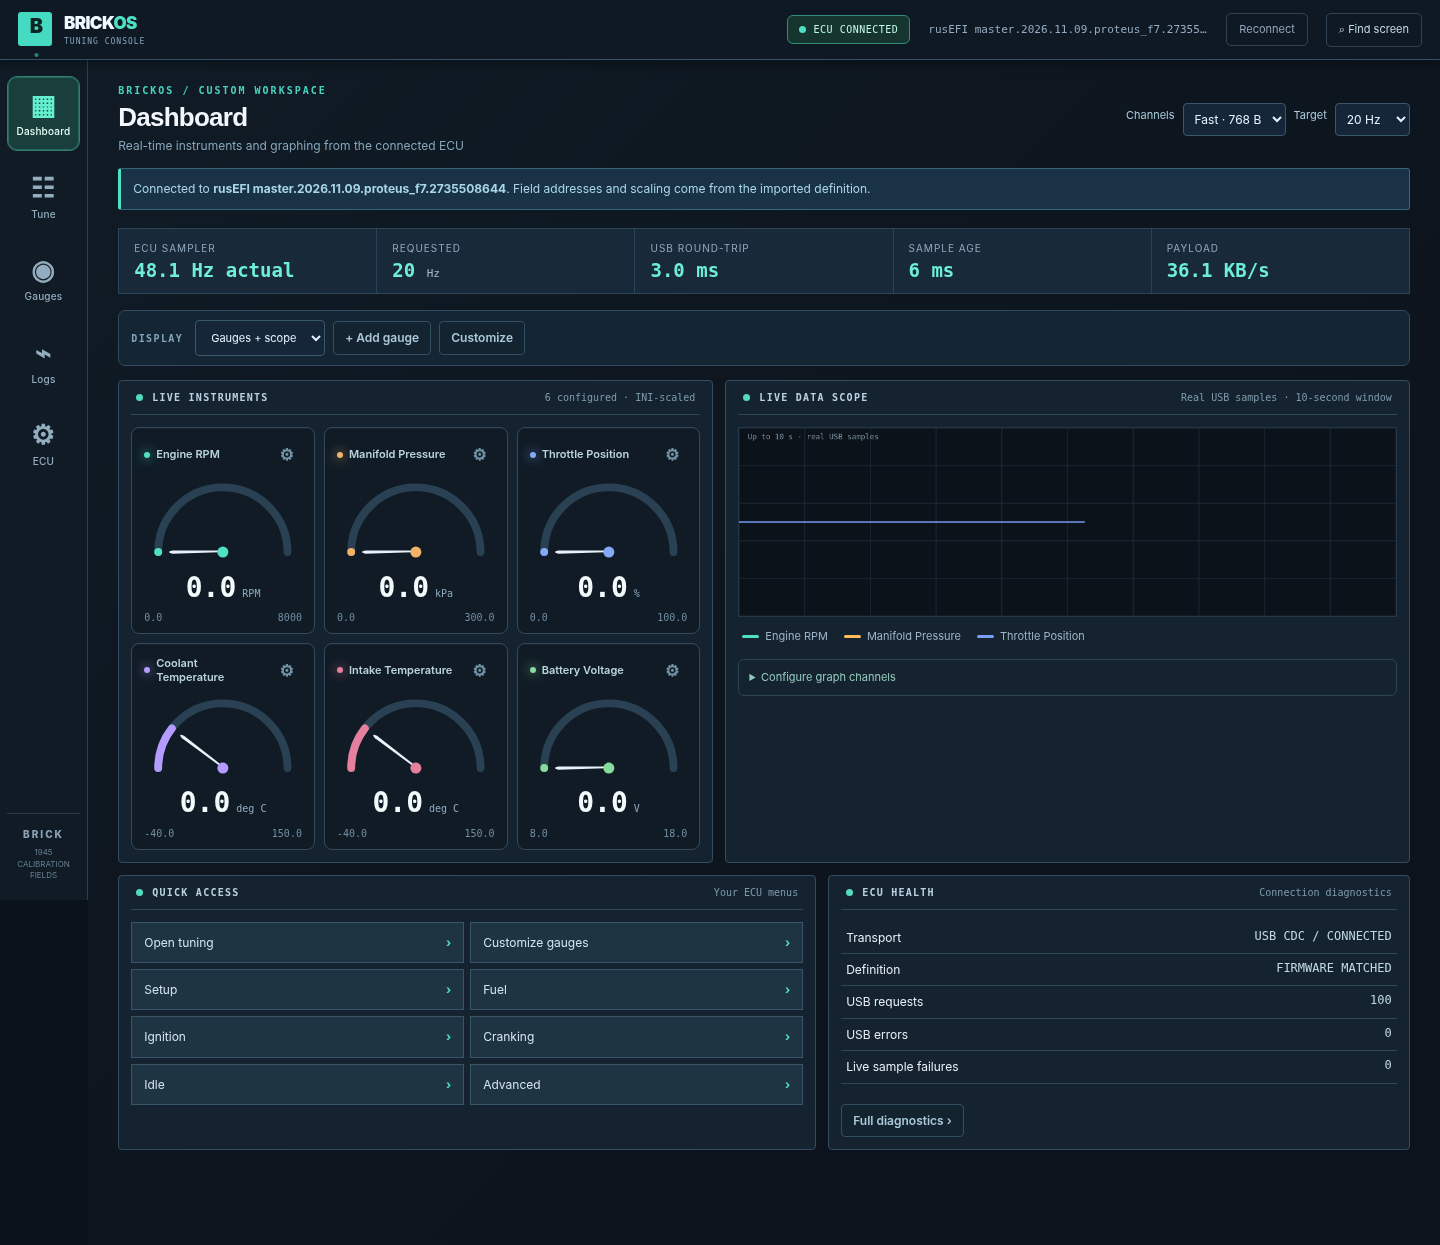 B
BRICKOS
TUNING CONSOLE
ECU CONNECTED
rusEFI master.2026.11.09.proteus_f7.27355…
Reconnect
⌕ Find screen
Dashboard
Tune
Gauges
Logs
ECU
BRICK
1945
CALIBRATION
FIELDS
BRICKOS / CUSTOM WORKSPACE
Dashboard
Real-time instruments and graphing from the connected ECU
Channels
Fast · 768 B
Target
20 Hz
Connected to rusEFI master.2026.11.09.proteus_f7.2735508644. Field addresses and scaling come from the imported definition.
ECU SAMPLER
48.1 Hz actual
REQUESTED
20 Hz
USB ROUND-TRIP
3.0 ms
SAMPLE AGE
6 ms
PAYLOAD
36.1 KB/s
DISPLAY
Gauges + scope
+ Add gauge
Customize
LIVE INSTRUMENTS
6 configured · INI-scaled
Engine RPM
0.0 RPM
0.0
8000
Manifold Pressure
0.0 kPa
0.0
300.0
Throttle Position
0.0 %
0.0
100.0
Coolant
Temperature
0.0 deg C
-40.0
150.0
Intake Temperature
0.0 deg C
-40.0
150.0
Battery Voltage
0.0 V
8.0
18.0
LIVE DATA SCOPE
Real USB samples · 10-second window
Up to 10 s · real USB samples
Engine RPM
Manifold Pressure
Throttle Position
▶ Configure graph channels
QUICK ACCESS
Your ECU menus
Open tuning ›
Customize gauges ›
Setup ›
Fuel ›
Ignition ›
Cranking ›
Idle ›
Advanced ›
ECU HEALTH
Connection diagnostics
Transport
USB CDC / CONNECTED
Definition
FIRMWARE MATCHED
USB requests
100
USB errors
0
Live sample failures
0
Full diagnostics ›